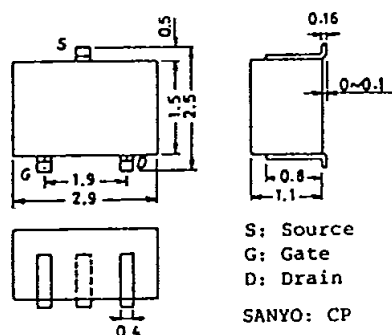 S
0.5
0.16
1.5
2.5
0~0.1
G
D
1.9
2.9
0.8
1.1
S: Source
G: Gate
D: Drain
SANYO: CP
0.4